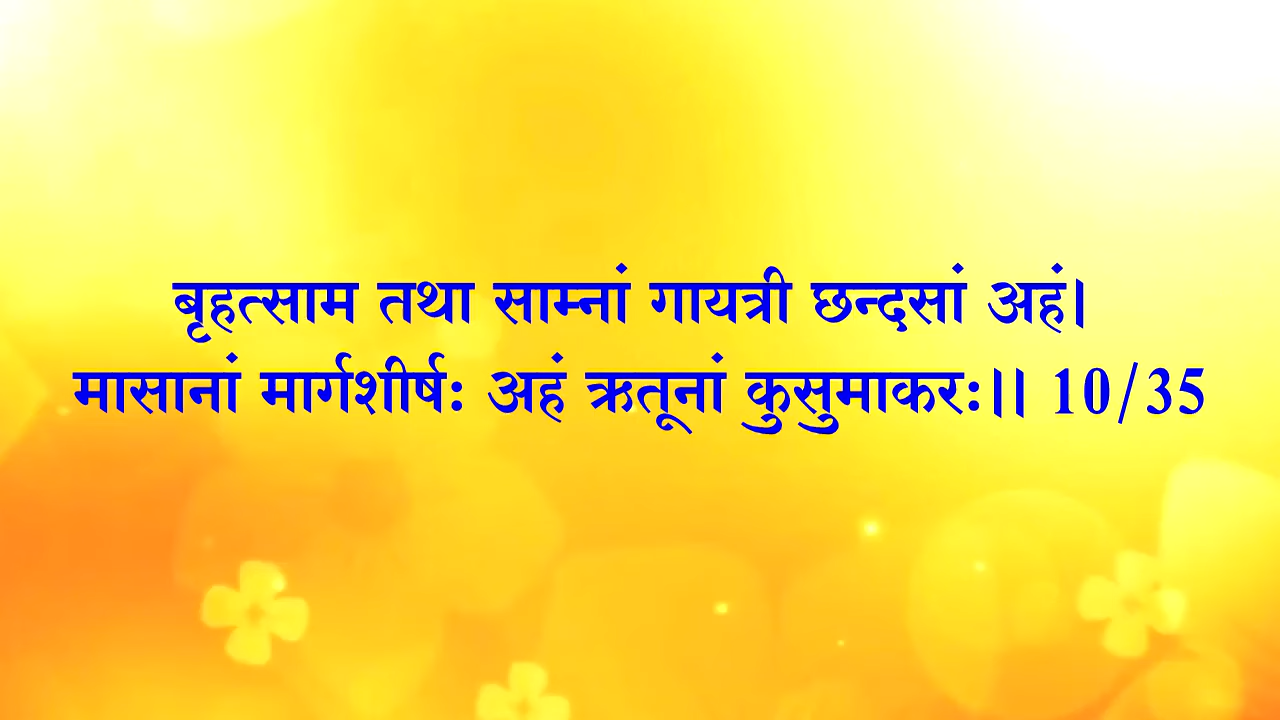 बृहत्साम तथा साम्नां गायत्री छन्दसां अहं।
मासानां मार्गशीर्षः अहं ऋतूनां कुसुमाकरः।। 10/35